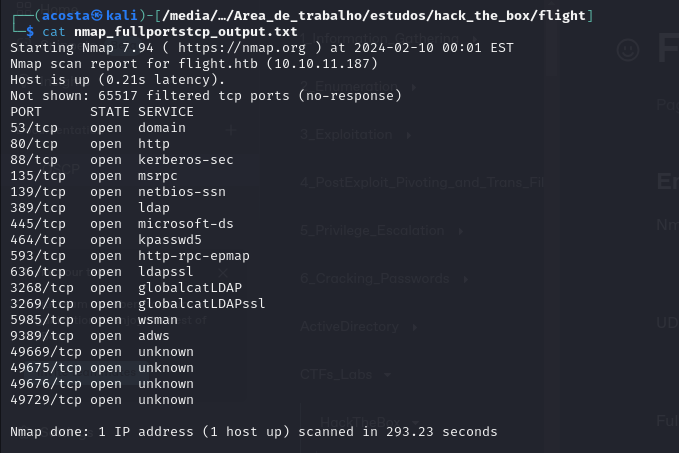 (acosta㉿kali)-[/media/…/Area_de_trabalho/estudos/hack_the_box/flight]
$ cat nmap_fullportstcp_output.txt
Starting Nmap 7.94 ( https://nmap.org ) at 2024-02-10 00:01 EST
Nmap scan report for flight.htb (10.10.11.187)
Host is up (0.21s latency).
Not shown: 65517 filtered tcp ports (no-response)
PORT      STATE SERVICE
53/tcp    open  domain
80/tcp    open  http
88/tcp    open  kerberos-sec
135/tcp   open  msrpc
139/tcp   open  netbios-ssn
389/tcp   open  ldap
445/tcp   open  microsoft-ds
464/tcp   open  kpasswd5
593/tcp   open  http-rpc-epmap
636/tcp   open  ldapssl
3268/tcp  open  globalcatLDAP
3269/tcp  open  globalcatLDAPssl
5985/tcp  open  wsman
9389/tcp  open  adws
49669/tcp open  unknown
49675/tcp open  unknown
49676/tcp open  unknown
49729/tcp open  unknown
Nmap done: 1 IP address (1 host up) scanned in 293.23 seconds
1_Information_Gathering
2_Enumeration
3_Exploitation
4_PostExploit_Pivoting_and_Trans_Fi
5_Privilege_Escalation
6_Cracking_Passwords
ActiveDirectory
CTFs_Labs